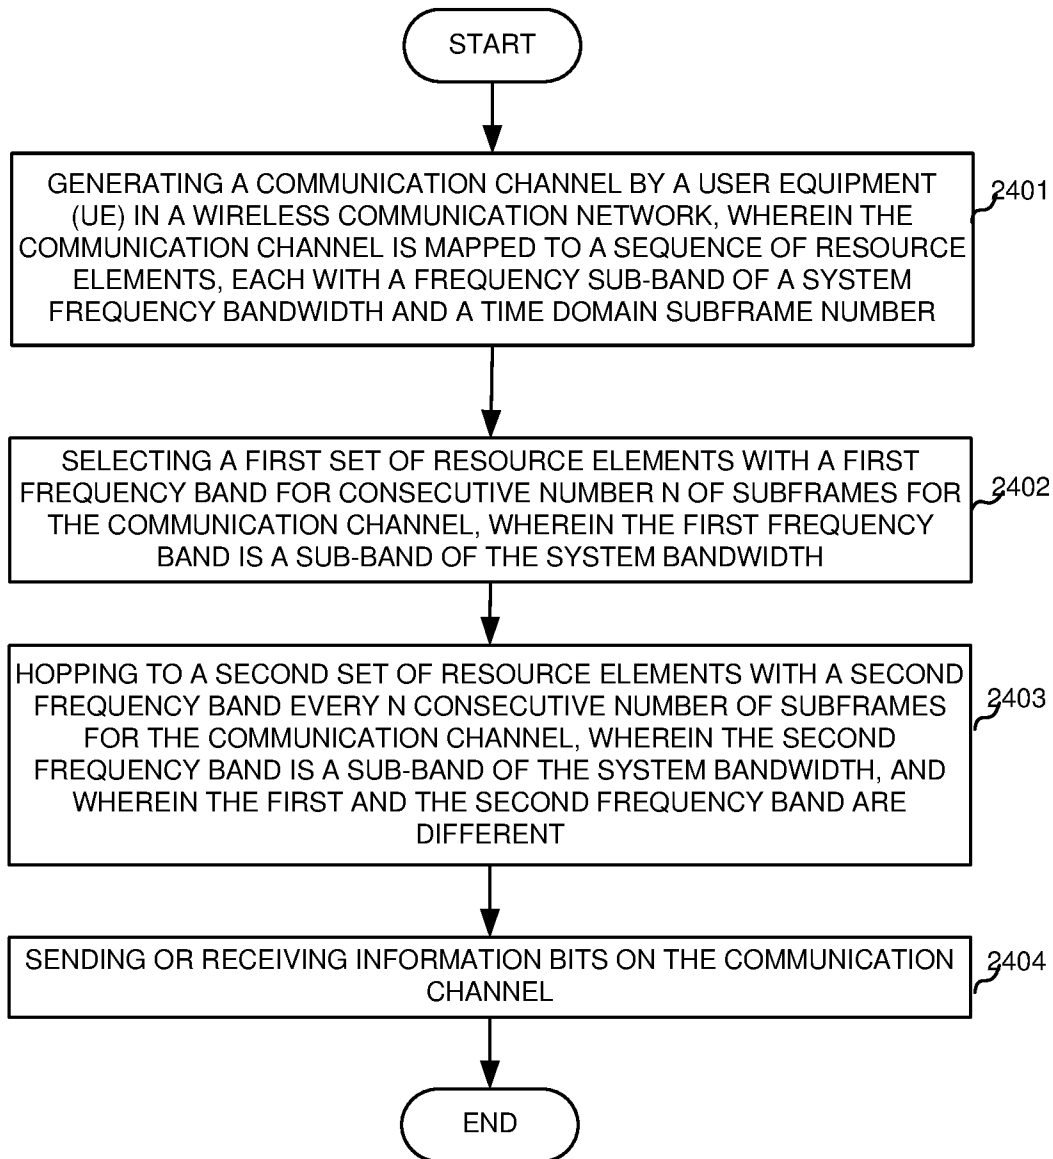 START
GENERATING A COMMUNICATION CHANNEL BY A USER EQUIPMENT
(UE) IN A WIRELESS COMMUNICATION NETWORK, WHEREIN THE
COMMUNICATION CHANNEL IS MAPPED TO A SEQUENCE OF RESOURCE
ELEMENTS, EACH WITH A FREQUENCY SUB-BAND OF A SYSTEM
FREQUENCY BANDWIDTH AND A TIME DOMAIN SUBFRAME NUMBER
2401
SELECTING A FIRST SET OF RESOURCE ELEMENTS WITH A FIRST
FREQUENCY BAND FOR CONSECUTIVE NUMBER N OF SUBFRAMES FOR
THE COMMUNICATION CHANNEL, WHEREIN THE FIRST FREQUENCY
BAND IS A SUB-BAND OF THE SYSTEM BANDWIDTH
2402
HOPPING TO A SECOND SET OF RESOURCE ELEMENTS WITH A SECOND
FREQUENCY BAND EVERY N CONSECUTIVE NUMBER OF SUBFRAMES
FOR THE COMMUNICATION CHANNEL, WHEREIN THE SECOND
FREQUENCY BAND IS A SUB-BAND OF THE SYSTEM BANDWIDTH, AND
WHEREIN THE FIRST AND THE SECOND FREQUENCY BAND ARE
DIFFERENT
2403
SENDING OR RECEIVING INFORMATION BITS ON THE COMMUNICATION
CHANNEL
2404
END